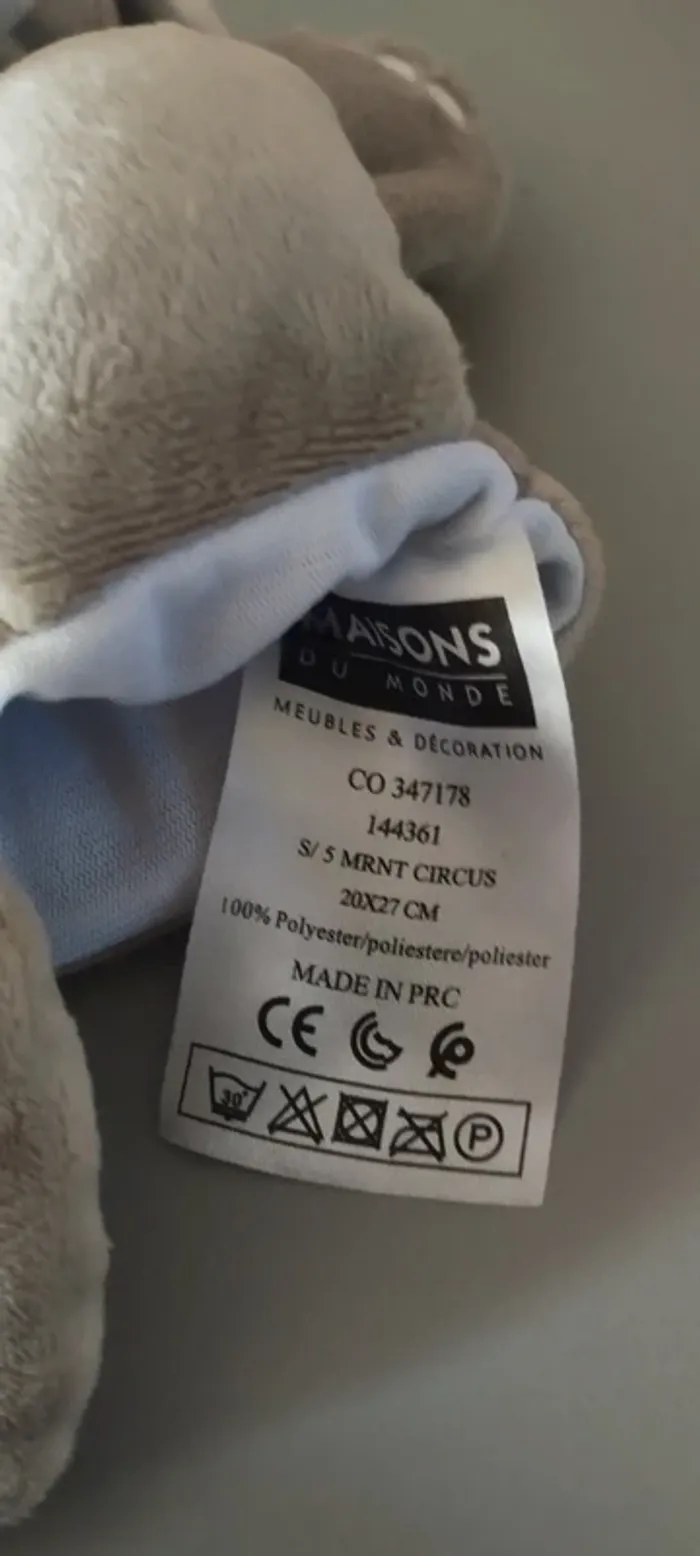 MAISONS
DU MONDE
MEUBLES & DÉCORATION
CO 347178
144361
S/ 5 MRNT CIRCUS
20X27 CM
100% Polyester/poliestere/poliester
MADE IN PRC
CE
30°
P